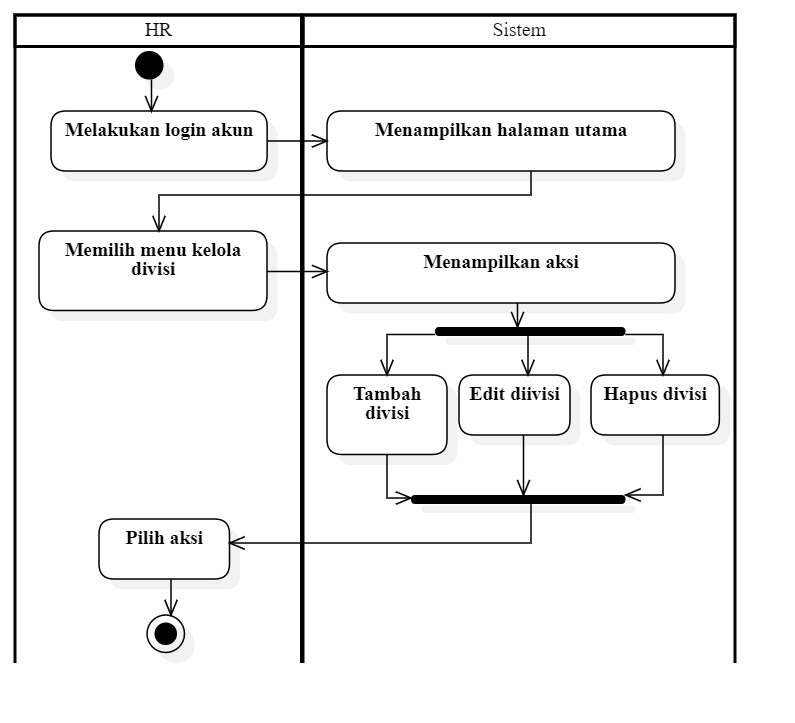 HR
Sistem
Melakukan login akun
Menampilkan halaman utama
Memilih menu kelola
divisi
Menampilkan aksi
Tambah
divisi
Edit diivisi
Hapus divisi
Pilih aksi